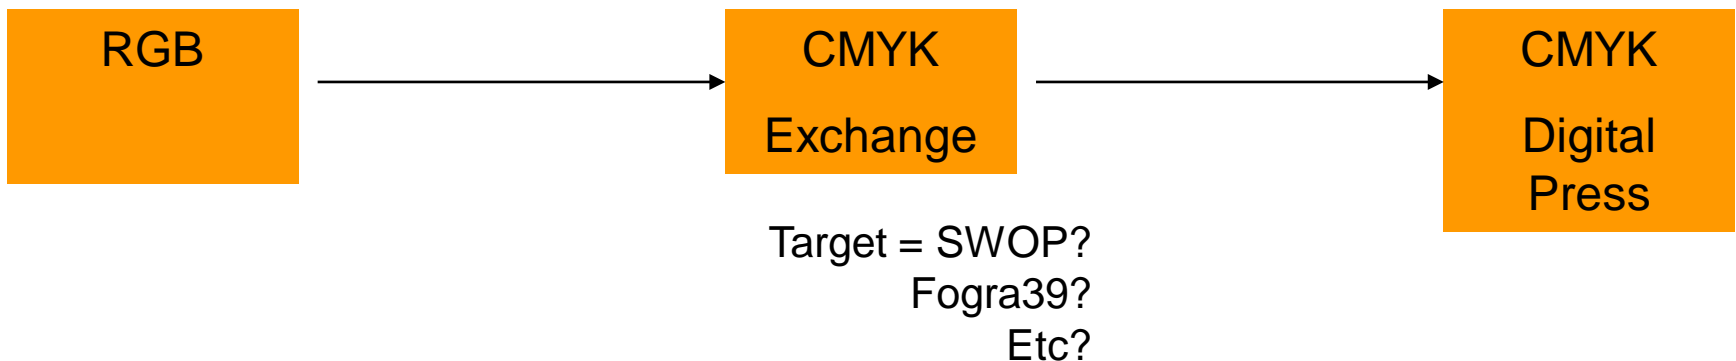 RGB
CMYK
Exchange
CMYK
Digital
Press
Target = SWOP?
Fogra39?
Etc?